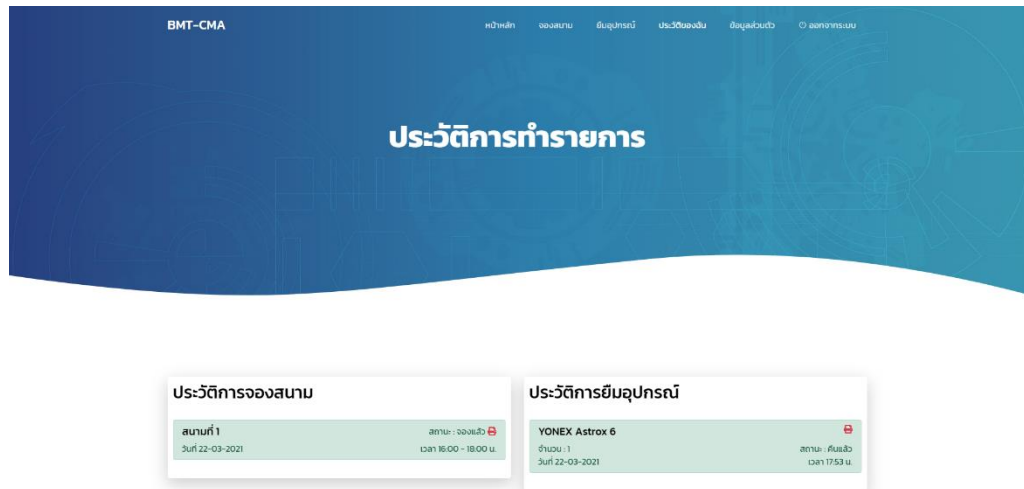 BMT-CMA
หน้าหลัก จองสนาม ยืมอุปกรณ์ ประวัติของฉัน ข้อมูลส่วนตัว ออกจากระบบ
ประวัติการทำรายการ
ประวัติการจองสนาม
สนามที่ 1 สถานะ : จองแล้ว
วันที่ 22-03-2021 เวลา 16:00 - 18:00 น.
ประวัติการยืมอุปกรณ์
YONEX Astrox 6
จำนวน : 1 สถานะ : คืนแล้ว
วันที่ 22-03-2021 เวลา 17:53 น.